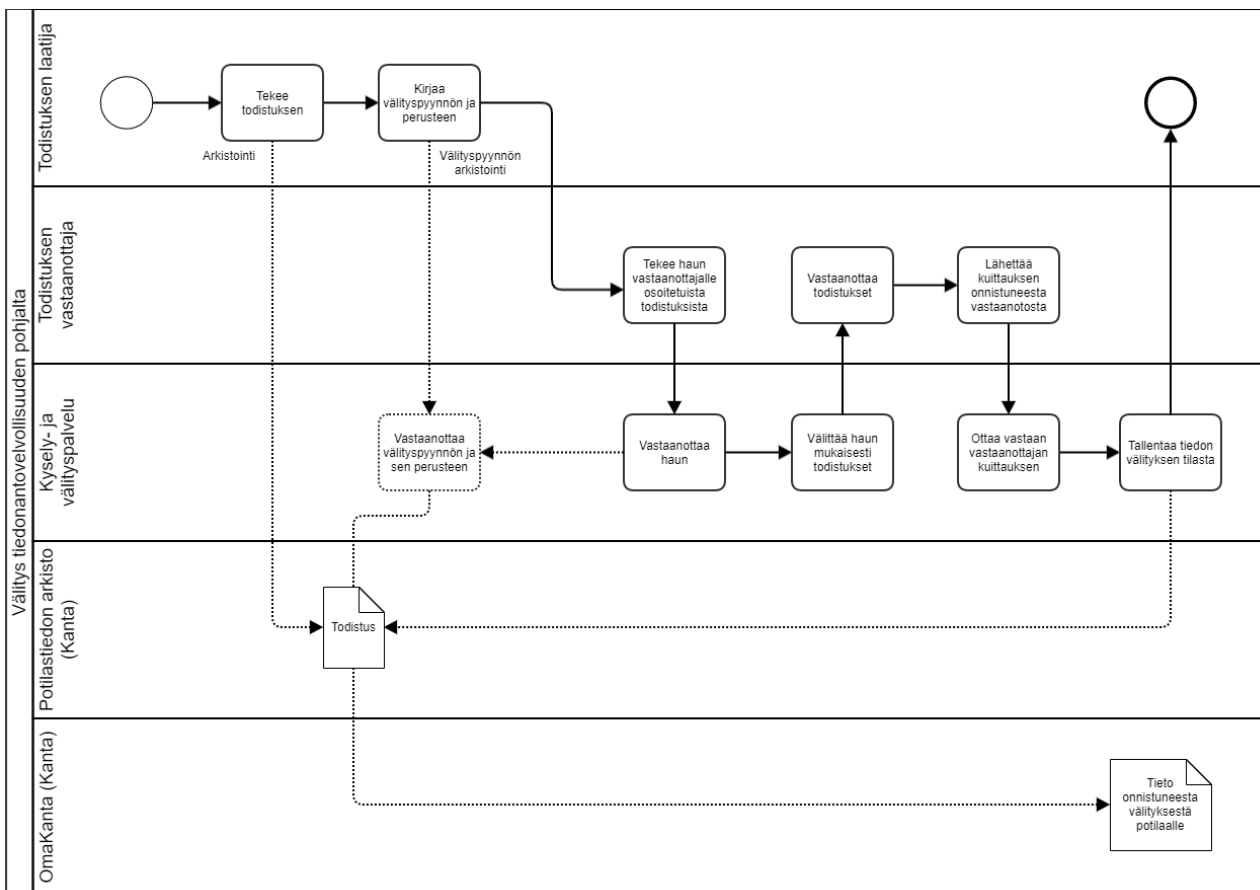 Välitys tiedonantovelvollisuuden pohjalta
Todistuksen laatija
Tekee
todistuksen
Kirjaa
välityspyynnön ja
perusteen
Arkistointi
Välityspyynnön
arkistointi
Todistuksen
vastaanottaja
Tekee haun
vastaanottajalle
osoitetuista
todistuksista
Vastaanottaa
todistukset
Lähettää
kuittauksen
onnistuneesta
vastaanotosta
Kysely- ja
välityspalvelu
Vastaanottaa
välityspyynnön ja
sen perusteen
Vastaanottaa
haun
Välittää haun
mukaisesti
todistukset
Ottaa vastaan
vastaanottajan
kuittauksen
Tallentaa tiedon
välityksen tilasta
Potilastiedon arkisto
(Kanta)
Todistus
OmaKanta (Kanta)
Tieto
onnistuneesta
välityksestä
potilaalle